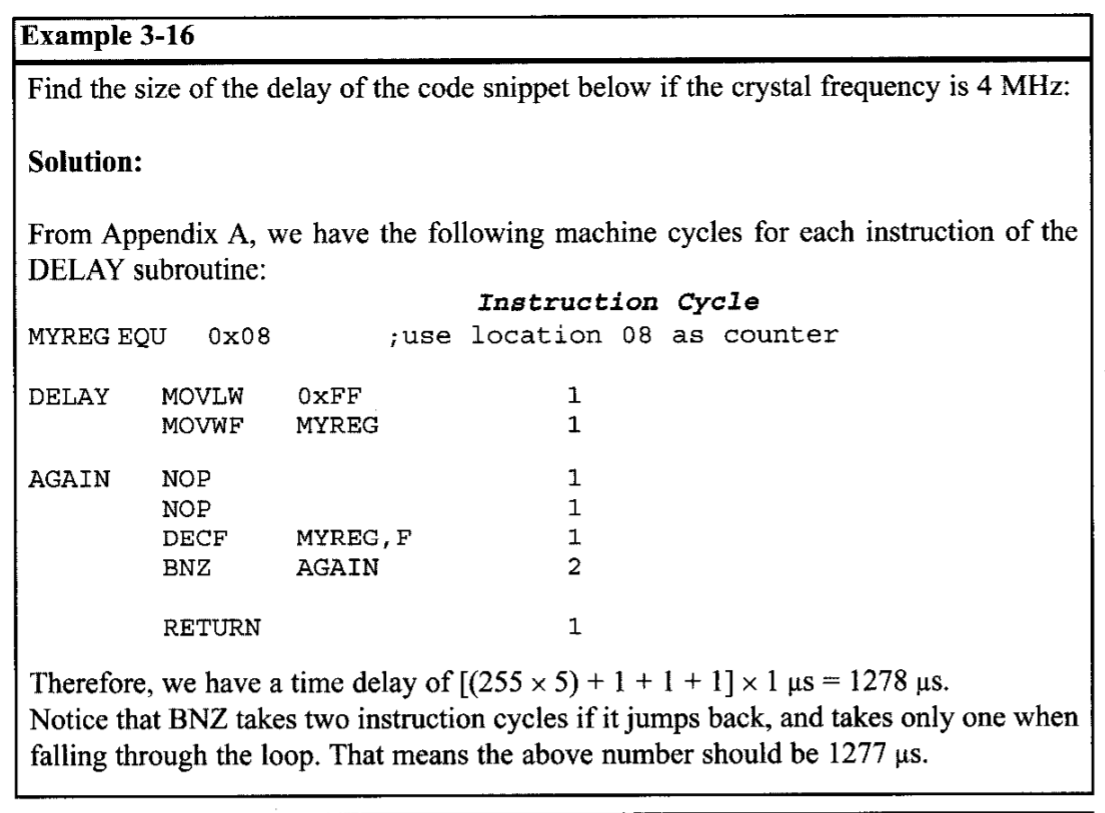 Example 3-16
Find the size of the delay of the code snippet below if the crystal frequency is 4 MHz:
Solution:
From Appendix A, we have the following machine cycles for each instruction of the
DELAY subroutine:
Instruction Cycle
MYREG EQU 0x08 ;use location 08 as counter
DELAY MOVLW 0xFF 1
MOVWF MYREG 1
AGAIN NOP 1
NOP 1
DECF MYREG,F 1
BNZ AGAIN 2
RETURN 1
Therefore, we have a time delay of [(255 × 5) + 1 + 1 + 1] × 1 µs = 1278 µs.
Notice that BNZ takes two instruction cycles if it jumps back, and takes only one when
falling through the loop. That means the above number should be 1277 µs.